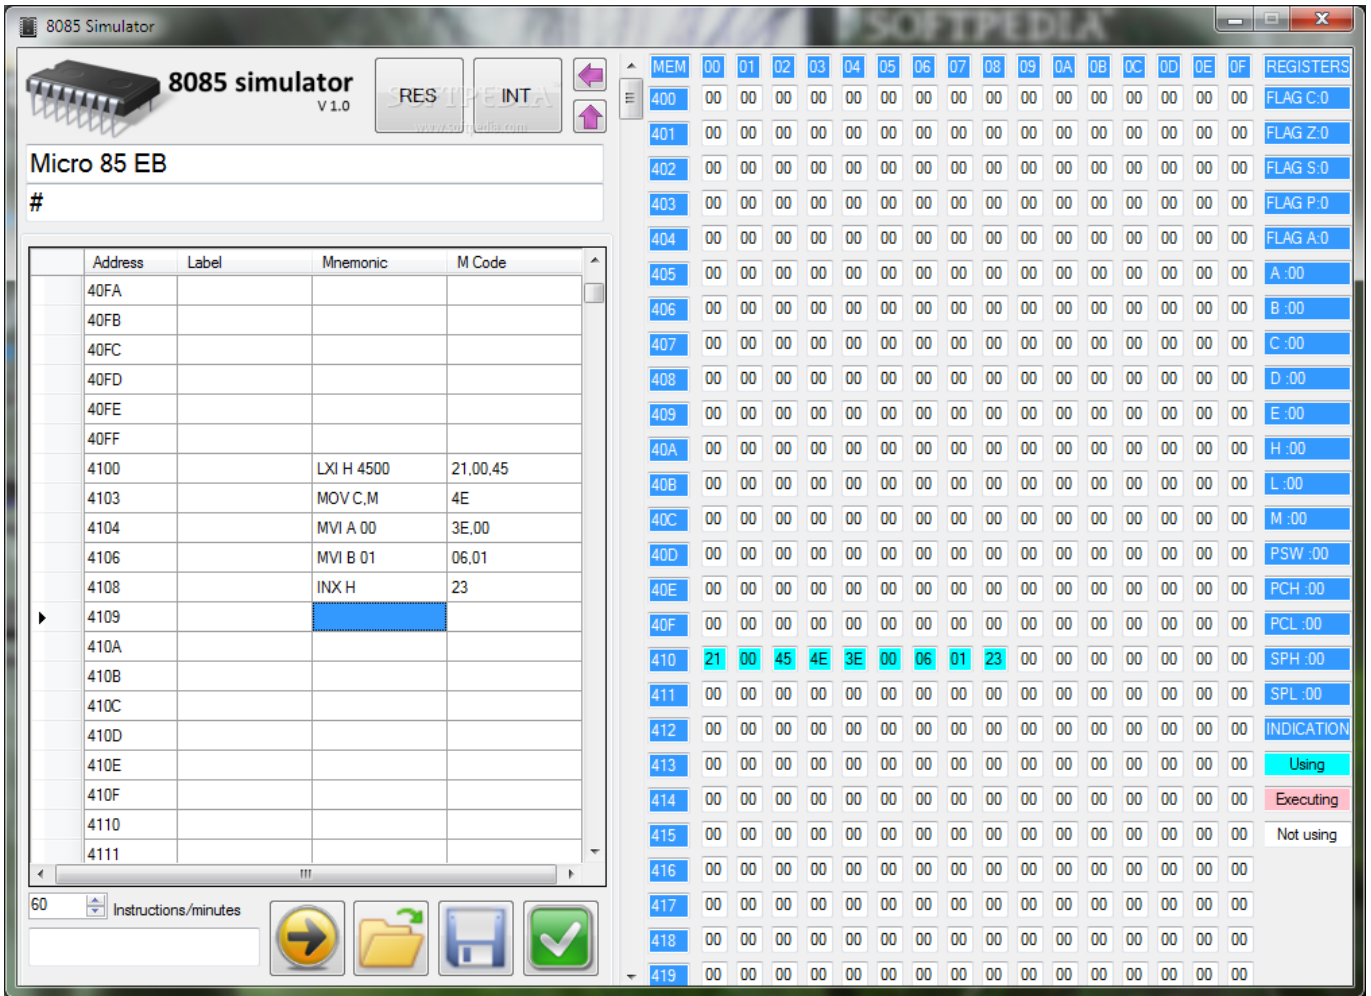 8085 Simulator
SOFTPEDIA
8085 simulator
V 1.0
RES
INT
SOFTPEDIA
www.softpedia.com
Micro 85 EB
#
Address Label Mnemonic M Code
40FA
40FB
40FC
40FD
40FE
40FF
4100 LXI H 4500 21,00,45
4103 MOV C,M 4E
4104 MVI A 00 3E,00
4106 MVI B 01 06,01
4108 INX H 23
4109
410A
410B
410C
410D
410E
410F
4110
4111
60 Instructions/minutes
MEM 00 01 02 03 04 05 06 07 08 09 0A 0B 0C 0D 0E 0F REGISTERS
400 00 00 00 00 00 00 00 00 00 00 00 00 00 00 00 00 FLAG C:0
401 00 00 00 00 00 00 00 00 00 00 00 00 00 00 00 00 FLAG Z:0
402 00 00 00 00 00 00 00 00 00 00 00 00 00 00 00 00 FLAG S:0
403 00 00 00 00 00 00 00 00 00 00 00 00 00 00 00 00 FLAG P:0
404 00 00 00 00 00 00 00 00 00 00 00 00 00 00 00 00 FLAG A:0
405 00 00 00 00 00 00 00 00 00 00 00 00 00 00 00 00 A :00
406 00 00 00 00 00 00 00 00 00 00 00 00 00 00 00 00 B :00
407 00 00 00 00 00 00 00 00 00 00 00 00 00 00 00 00 C :00
408 00 00 00 00 00 00 00 00 00 00 00 00 00 00 00 00 D :00
409 00 00 00 00 00 00 00 00 00 00 00 00 00 00 00 00 E :00
40A 00 00 00 00 00 00 00 00 00 00 00 00 00 00 00 00 H :00
40B 00 00 00 00 00 00 00 00 00 00 00 00 00 00 00 00 L :00
40C 00 00 00 00 00 00 00 00 00 00 00 00 00 00 00 00 M :00
40D 00 00 00 00 00 00 00 00 00 00 00 00 00 00 00 00 PSW :00
40E 00 00 00 00 00 00 00 00 00 00 00 00 00 00 00 00 PCH :00
40F 00 00 00 00 00 00 00 00 00 00 00 00 00 00 00 00 PCL :00
410 21 00 45 4E 3E 00 06 01 23 00 00 00 00 00 00 00 SPH :00
411 00 00 00 00 00 00 00 00 00 00 00 00 00 00 00 00 SPL :00
412 00 00 00 00 00 00 00 00 00 00 00 00 00 00 00 00 INDICATION
413 00 00 00 00 00 00 00 00 00 00 00 00 00 00 00 00 Using
414 00 00 00 00 00 00 00 00 00 00 00 00 00 00 00 00 Executing
415 00 00 00 00 00 00 00 00 00 00 00 00 00 00 00 00 Not using
416 00 00 00 00 00 00 00 00 00 00 00 00 00 00 00 00
417 00 00 00 00 00 00 00 00 00 00 00 00 00 00 00 00
418 00 00 00 00 00 00 00 00 00 00 00 00 00 00 00 00
419 00 00 00 00 00 00 00 00 00 00 00 00 00 00 00 00